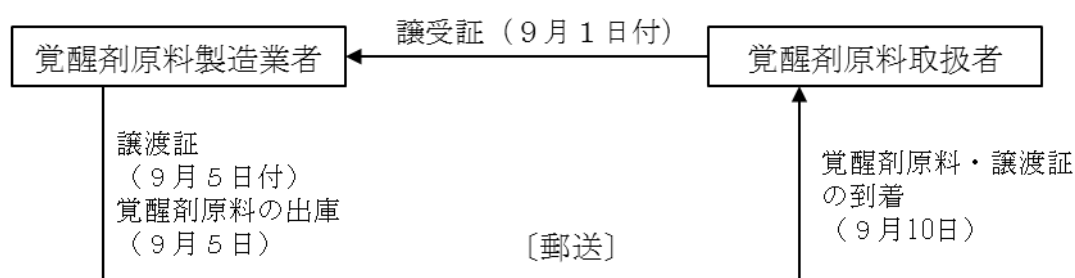 譲受証（９月１日付）
覚醒剤原料製造業者
覚醒剤原料取扱者
譲渡証
（９月５日付）
覚醒剤原料の出庫
（９月５日）
覚醒剤原料・譲渡証
の到着
（９月10日）
〔郵送〕